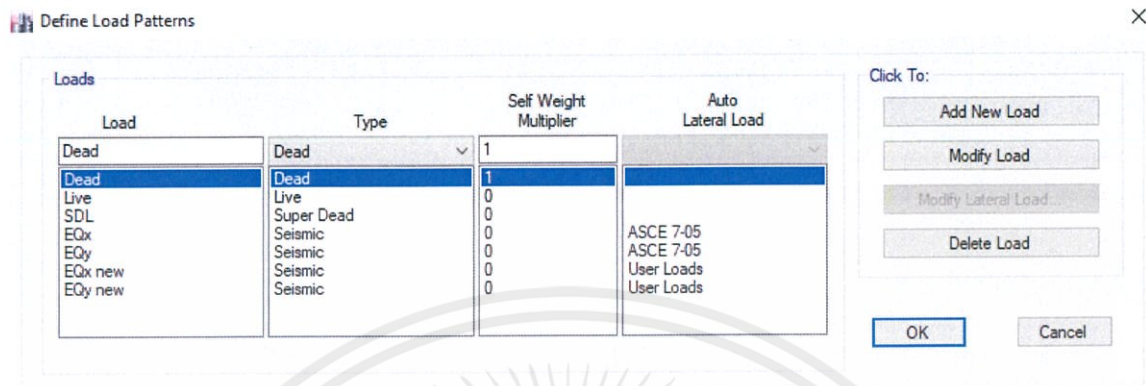 Define Load Patterns
Loads
Click To:
Load Type Self Weight Multiplier Auto Lateral Load
Dead Dead 1
Dead Dead 1
Live Live 0
SDL Super Dead 0
EQx Seismic 0 ASCE 7-05
EQy Seismic 0 ASCE 7-05
EQx new Seismic 0 User Loads
EQy new Seismic 0 User Loads
Add New Load
Modify Load
Modify Lateral Load...
Delete Load
OK Cancel